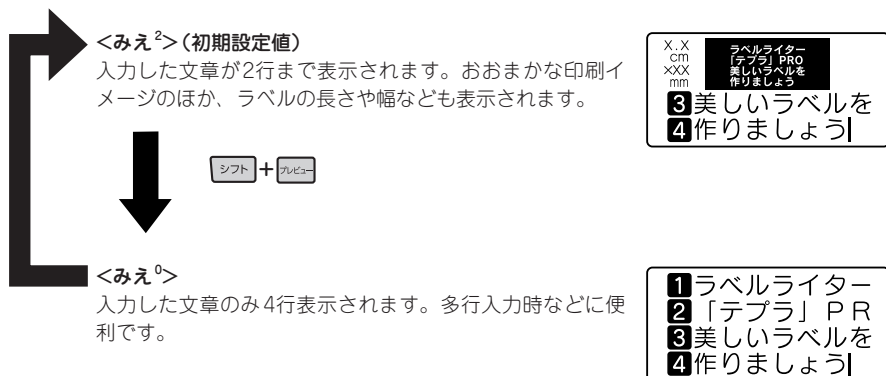 <みえ²>(初期設定値)
入力した文章が2行まで表示されます。おおまかな印刷イ
メージのほか、ラベルの長さや幅なども表示されます。
X.X
cm
×××
mm
ラベルライター
「テプラ」PRO
美しいラベルを
作りましょう
3美しいラベルを
4作りましょう
シフト+プレビュー
<みえ⁰>
入力した文章のみ4行表示されます。多行入力時などに便
利です。
1ラベルライター
2「テプラ」PR
3美しいラベルを
4作りましょう